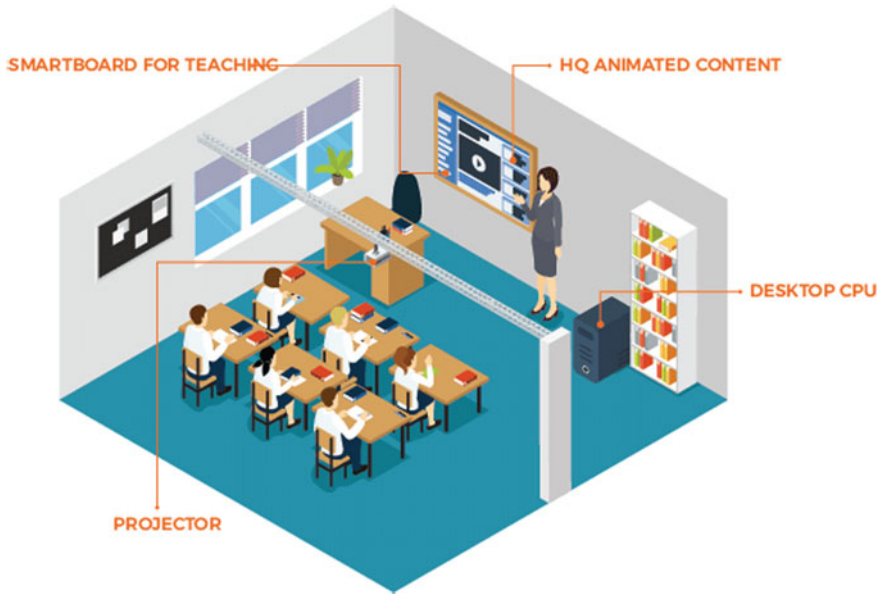 SMARTBOARD FOR TEACHING
HQ ANIMATED CONTENT
DESKTOP CPU
PROJECTOR